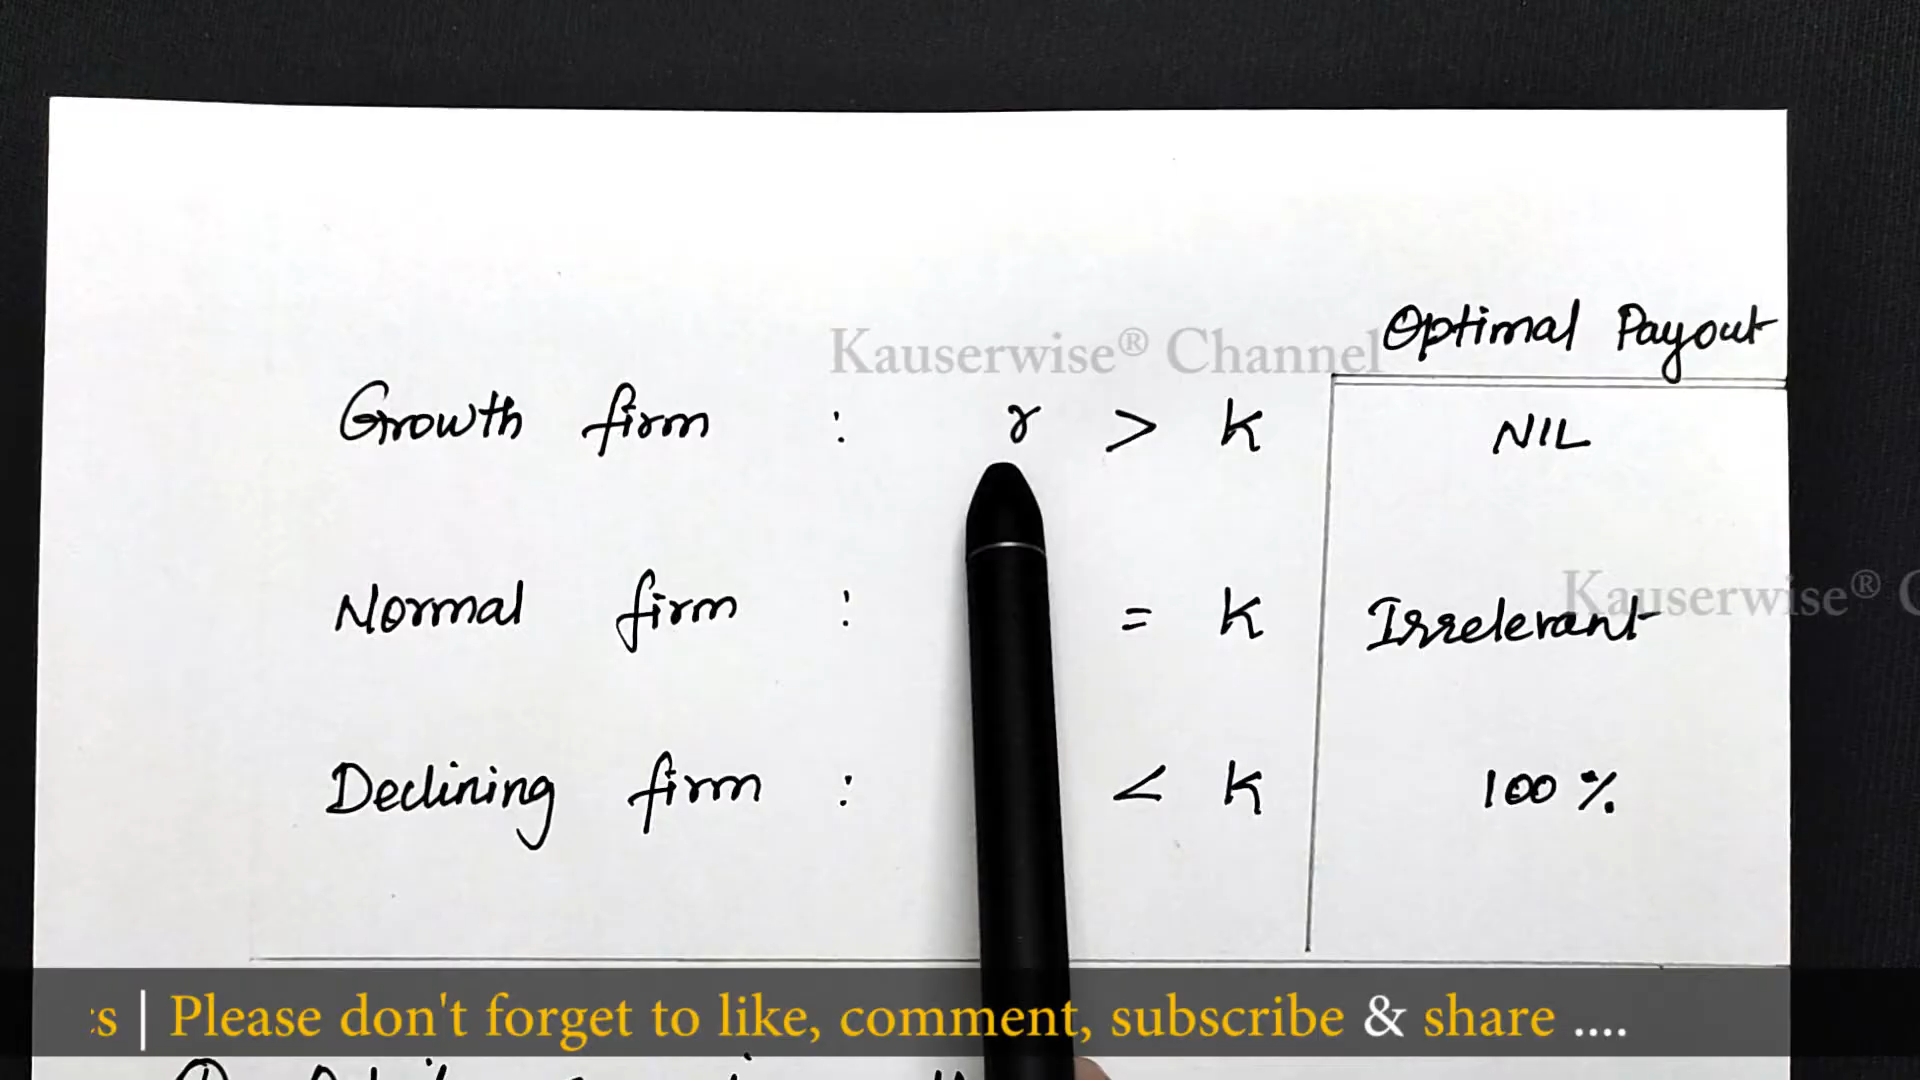 Kauserwise® Channel
Optimal Payout
Growth firm : r > k NIL
Kauserwise®
Normal firm : = k Irrelevant
Declining firm : < k 100 %
| Please don't forget to like, comment, subscribe & share ....